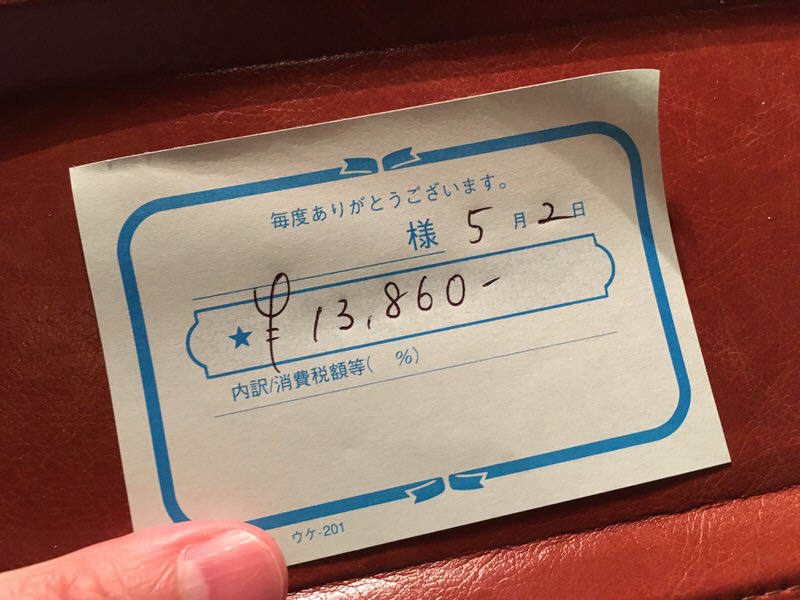 毎度ありがとうございます。
様 5月2日
★ ¥13,860-
内訳/消費税額等( %)
ウケ-201